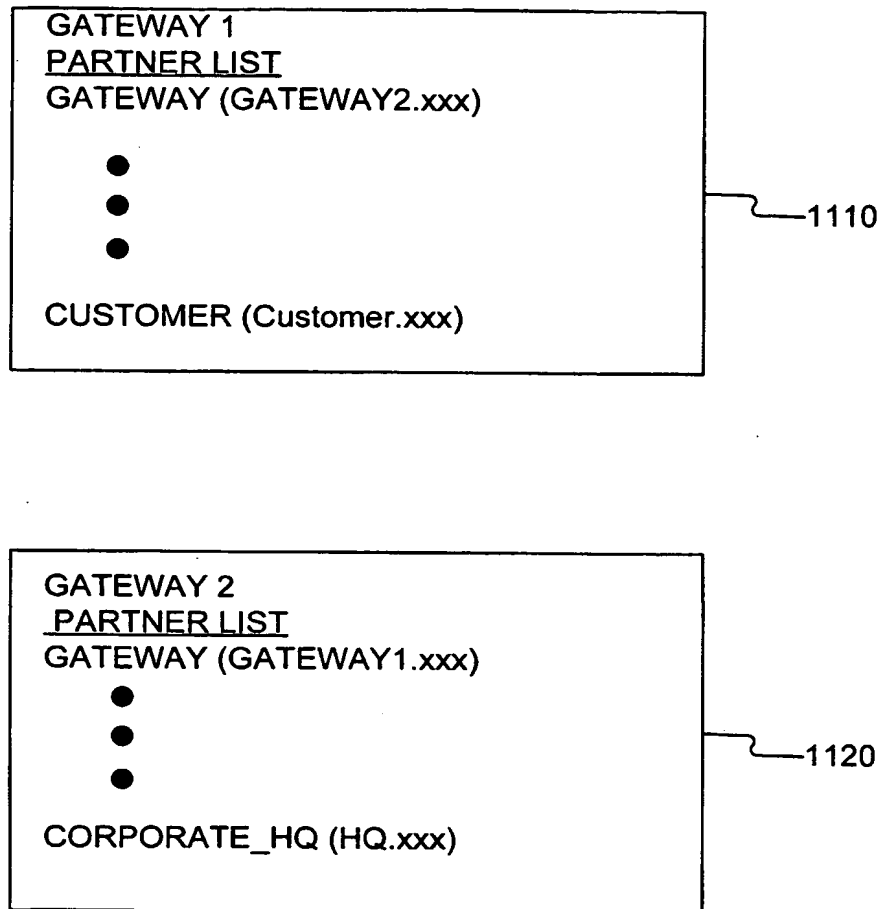 GATEWAY 1
PARTNER LIST
GATEWAY (GATEWAY2.xxx)
CUSTOMER (Customer.xxx)
1110
GATEWAY 2
PARTNER LIST
GATEWAY (GATEWAY1.xxx)
CORPORATE_HQ (HQ.xxx)
1120